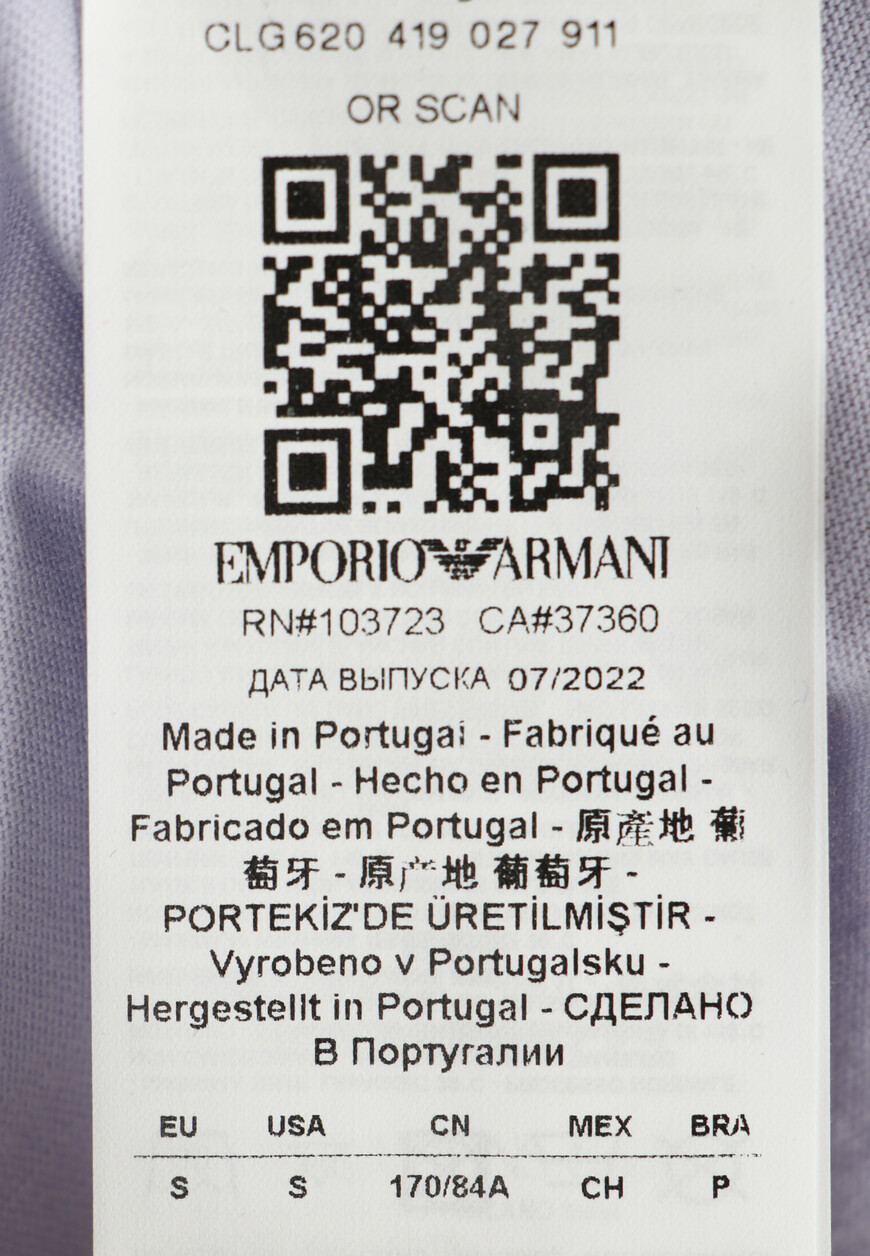 CLG620 419 027 911
OR SCAN
EMPORIO ARMANI
RN#103723 CA#37360
ДАТА ВЫПУСКА 07/2022
Made in Portugal - Fabriqué au
Portugal - Hecho en Portugal -
Fabricado em Portugal - 原產地 葡
萄牙 - 原产地 葡萄牙 -
PORTEKİZ'DE ÜRETİLMİŞTİR -
Vyrobeno v Portugalsku -
Hergestellt in Portugal - СДЕЛАНО
В Португалии
EU USA CN MEX BRA
S S 170/84A CH P